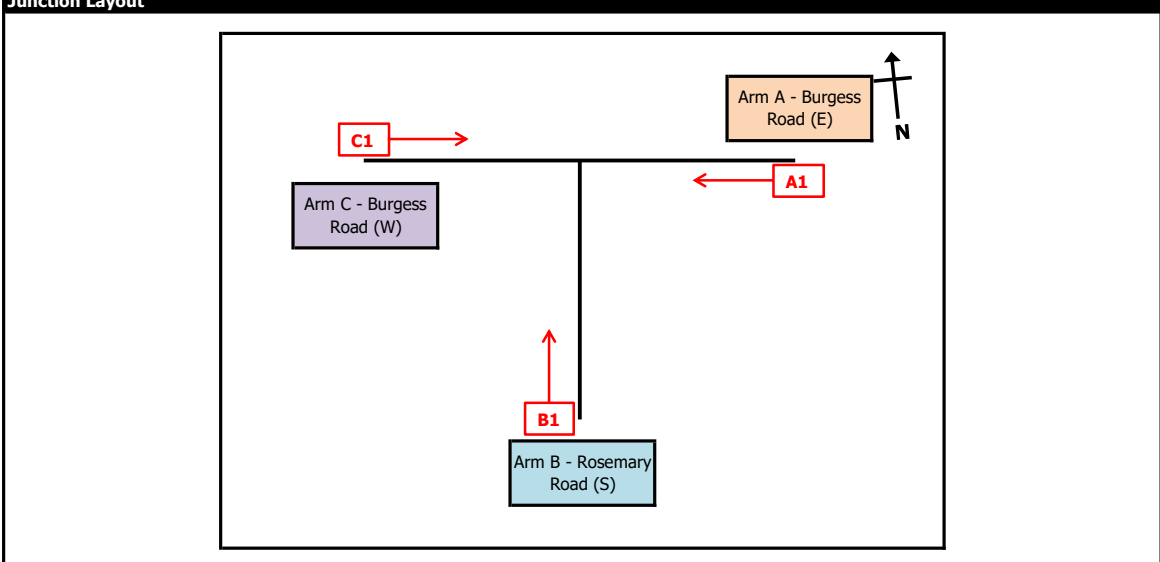 Junction Layout
Arm A - Burgess
Road (E)
N
C1
A1
Arm C - Burgess
Road (W)
B1
Arm B - Rosemary
Road (S)